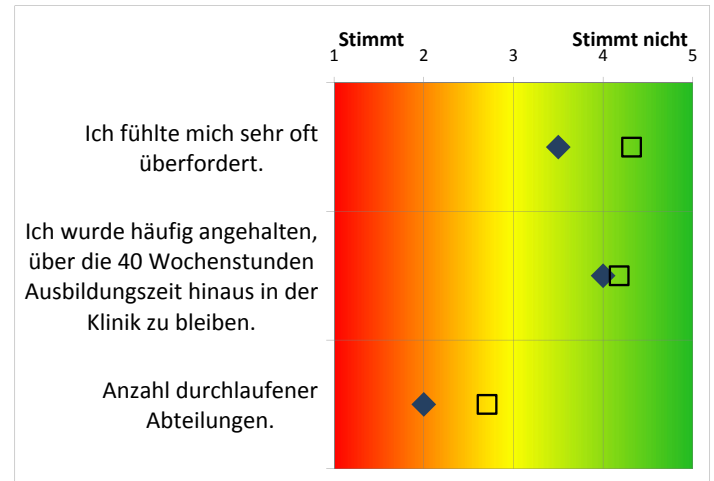 Stimmt Stimmt nicht
1 2 3 4 5
Ich fühlte mich sehr oft
überfordert.
Ich wurde häufig angehalten,
über die 40 Wochenstunden
Ausbildungszeit hinaus in der
Klinik zu bleiben.
Anzahl durchlaufener
Abteilungen.